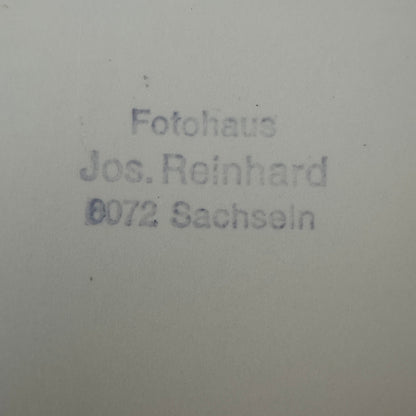 Fotohaus
Jos. Reinhard
6072 Sachseln